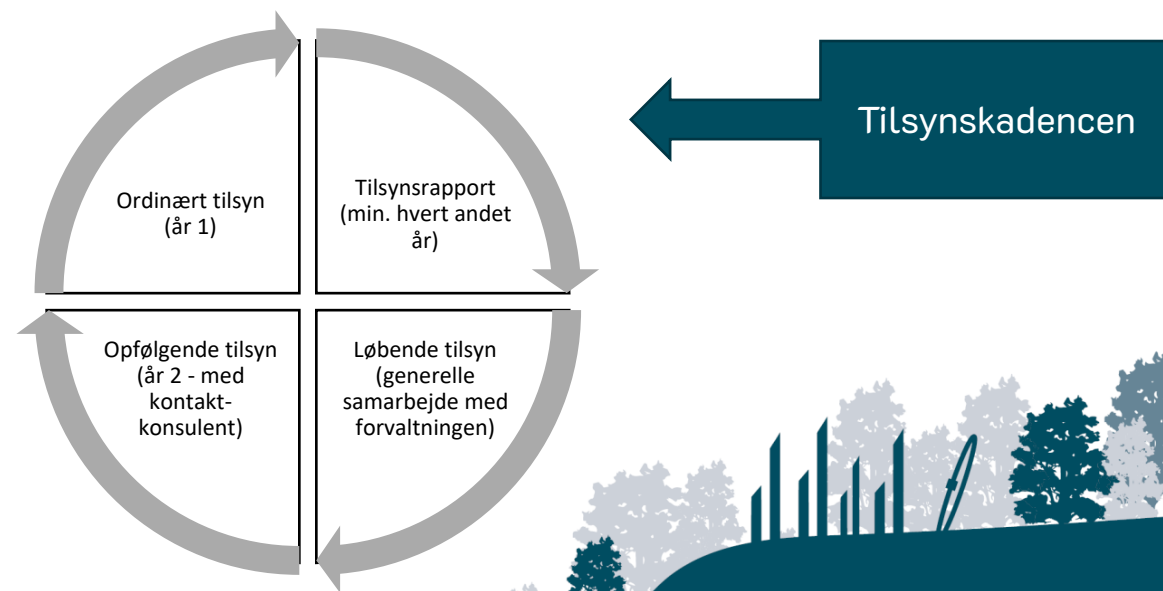 Tilsynskadencen
Ordinært tilsyn
(år 1)
Tilsynsrapport
(min. hvert andet
år)
Opfølgende tilsyn
(år 2 - med
kontakt-
konsulent)
Løbende tilsyn
(generelle
samarbejde med
forvaltningen)